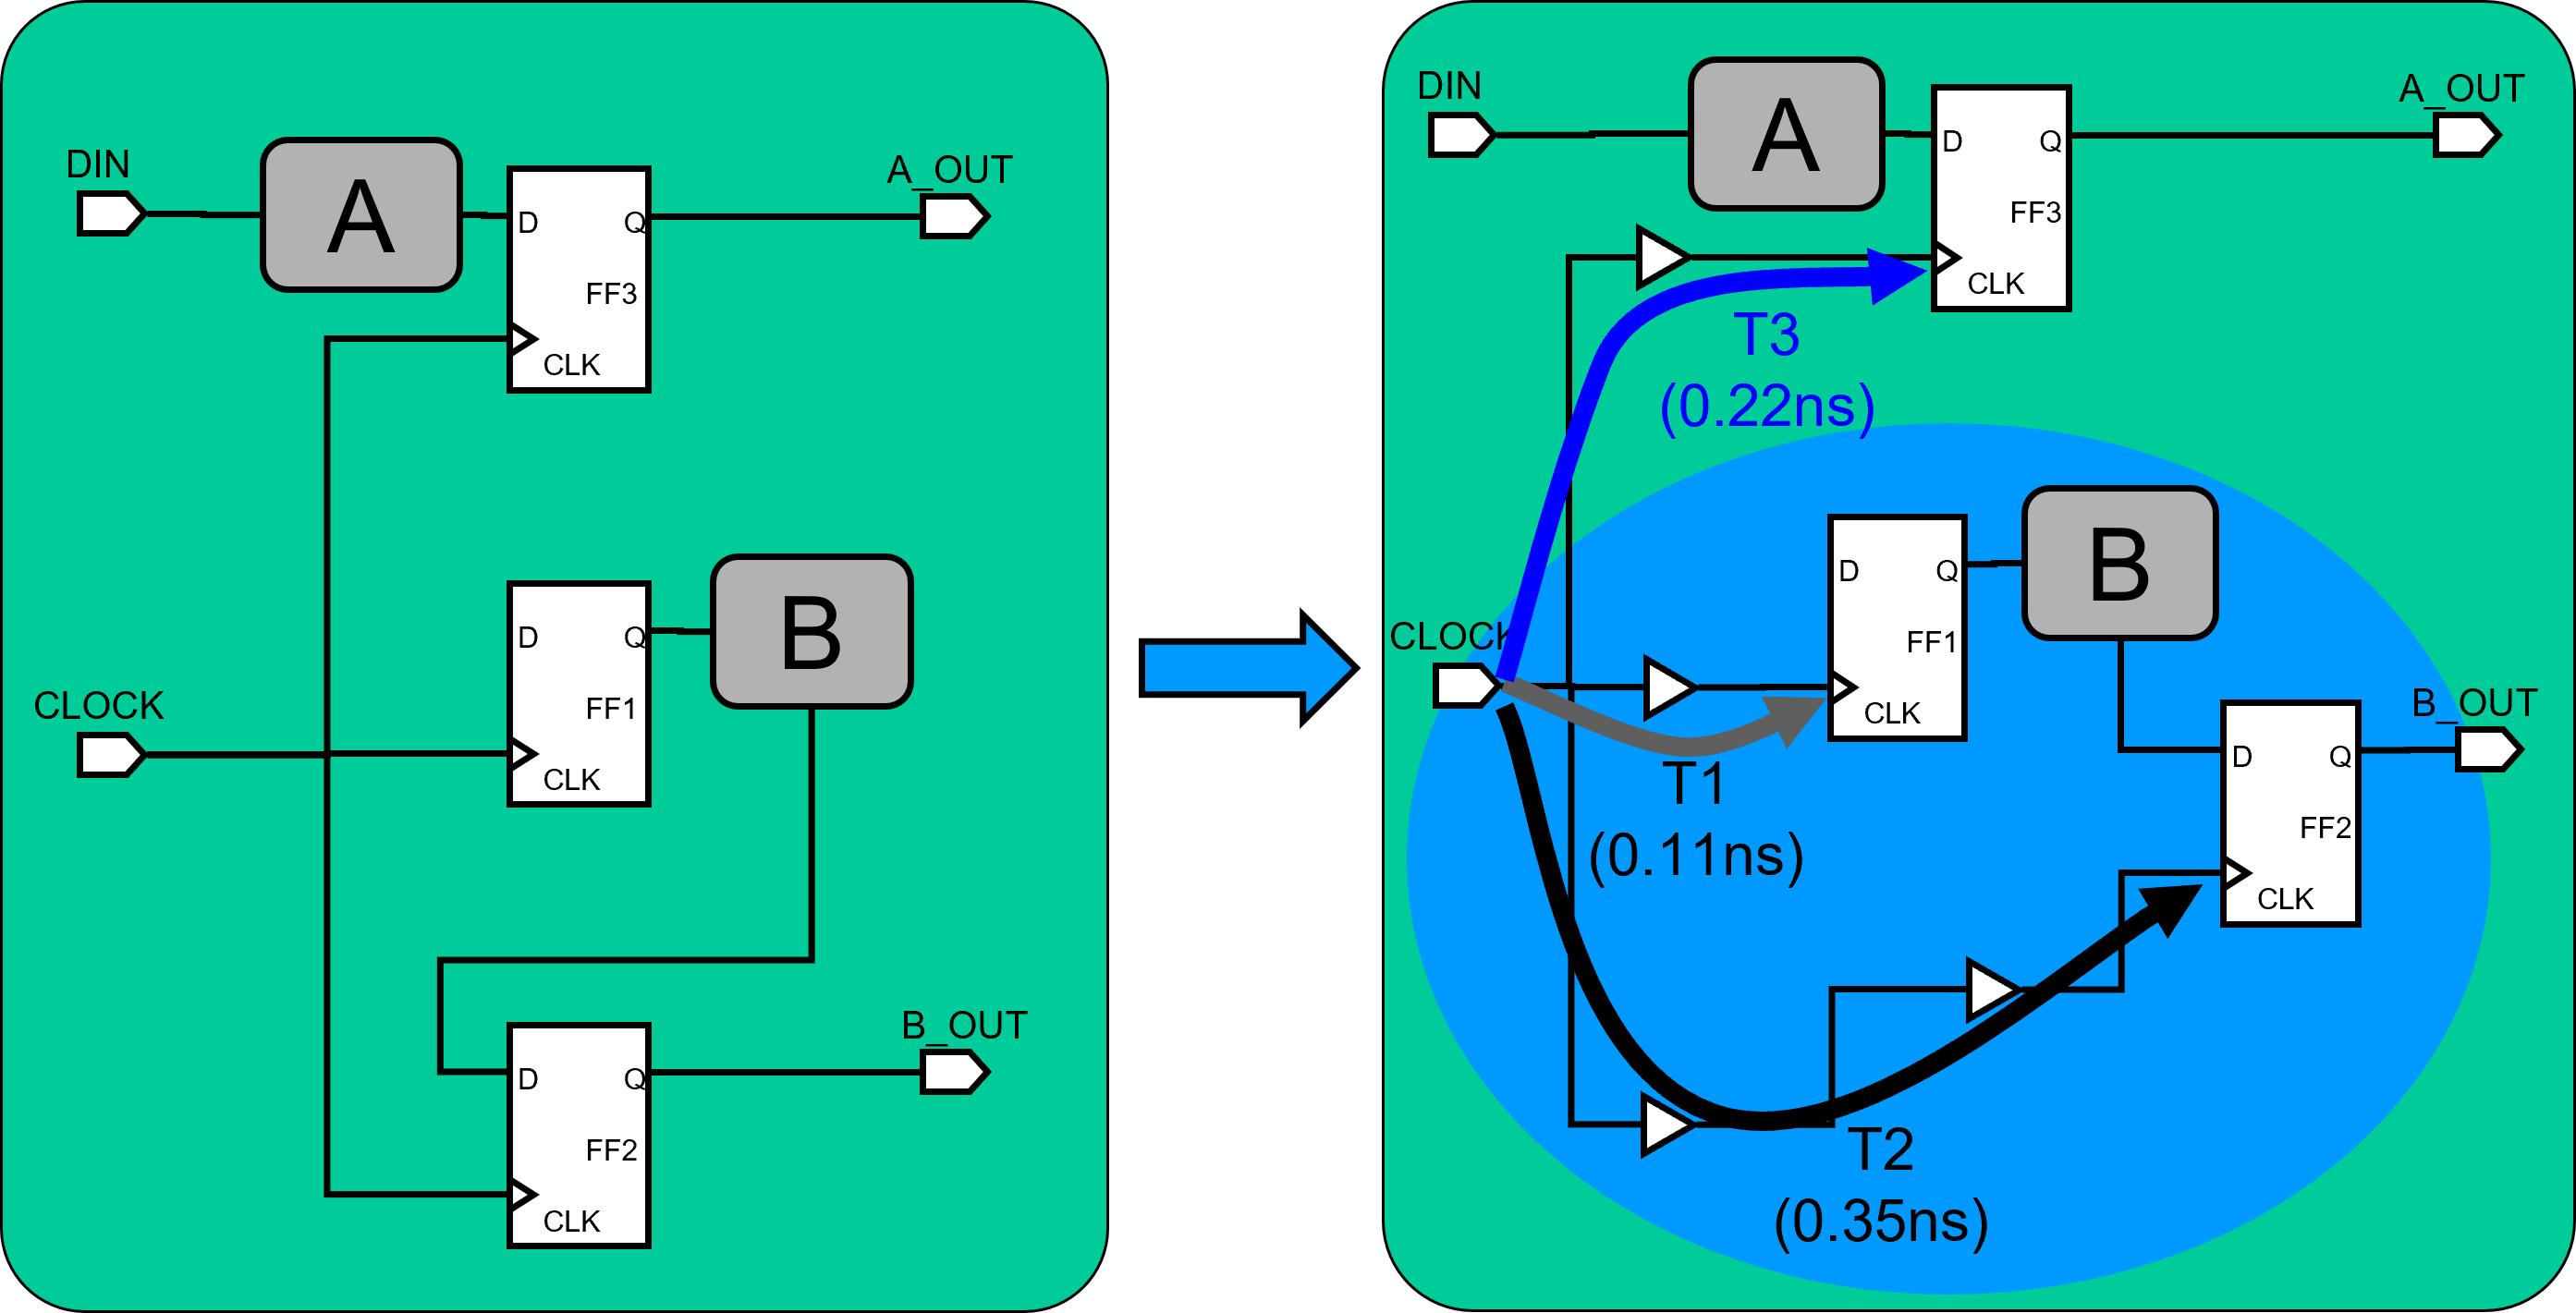 DIN
A
D
Q
FF3
CLK
A_OUT
CLOCK
D
Q
FF1
CLK
B
D
Q
FF2
CLK
B_OUT
DIN
A
D
Q
FF3
CLK
A_OUT
T3
(0.22ns)
CLOCK
D
Q
FF1
CLK
B
T1
(0.11ns)
D
Q
FF2
CLK
B_OUT
T2
(0.35ns)